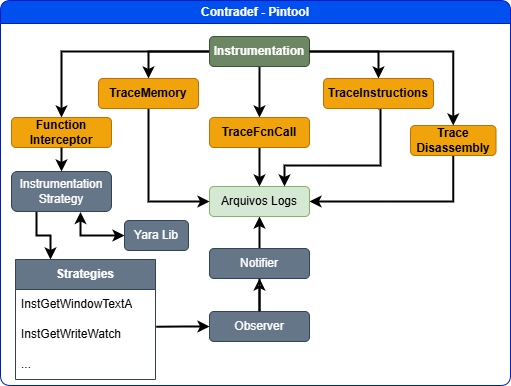 Contradef - Pintool
Instrumentation
TraceMemory
TraceInstructions
Function
Interceptor
TraceFcnCall
Trace
Disassembly
Instrumentation
Strategy
Arquivos Logs
Yara Lib
Strategies
InstGetWindowTextA
InstGetWriteWatch
...
Notifier
Observer